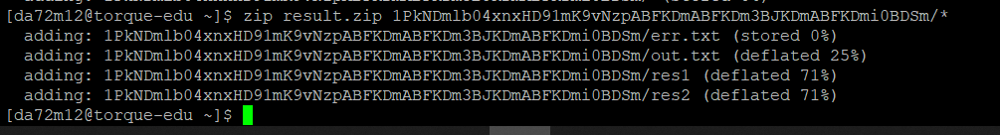 [da72m12@torque-edu ~]$ zip result.zip 1PkNDmlb04xnxHD91mK9vNzpABFKDmABFKDm3BJKDmABFKDmi0BDSm/*
  adding: 1PkNDmlb04xnxHD91mK9vNzpABFKDmABFKDm3BJKDmABFKDmi0BDSm/err.txt (stored 0%)
  adding: 1PkNDmlb04xnxHD91mK9vNzpABFKDmABFKDm3BJKDmABFKDmi0BDSm/out.txt (deflated 25%)
  adding: 1PkNDmlb04xnxHD91mK9vNzpABFKDmABFKDm3BJKDmABFKDmi0BDSm/res1 (deflated 71%)
  adding: 1PkNDmlb04xnxHD91mK9vNzpABFKDmABFKDm3BJKDmABFKDmi0BDSm/res2 (deflated 71%)
[da72m12@torque-edu ~]$